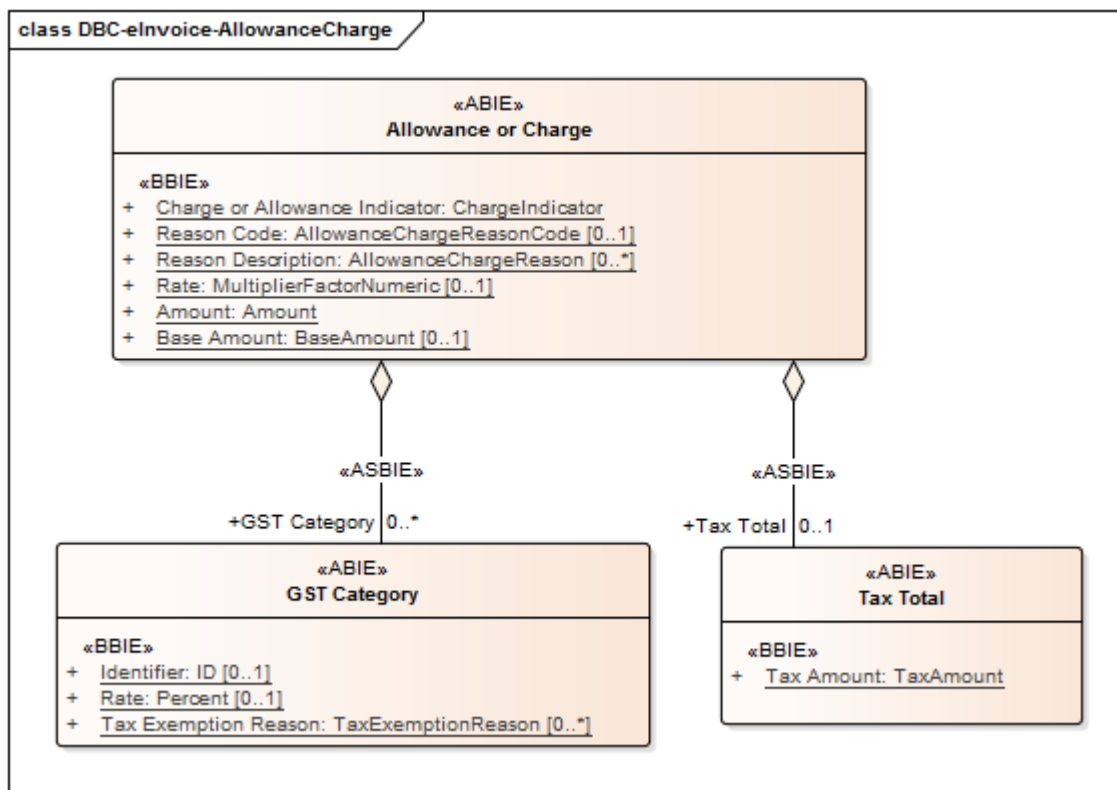 class DBC-eInvoice-AllowanceCharge
«ABIE»
Allowance or Charge
«BBIE»
+ Charge or Allowance Indicator: ChargeIndicator
+ Reason Code: AllowanceChargeReasonCode [0..1]
+ Reason Description: AllowanceChargeReason [0..*]
+ Rate: MultiplierFactorNumeric [0..1]
+ Amount: Amount
+ Base Amount: BaseAmount [0..1]
«ASBIE»
+GST Category 0..*
«ASBIE»
+Tax Total 0..1
«ABIE»
GST Category
«BBIE»
+ Identifier: ID [0..1]
+ Rate: Percent [0..1]
+ Tax Exemption Reason: TaxExemptionReason [0..*]
«ABIE»
Tax Total
«BBIE»
+ Tax Amount: TaxAmount